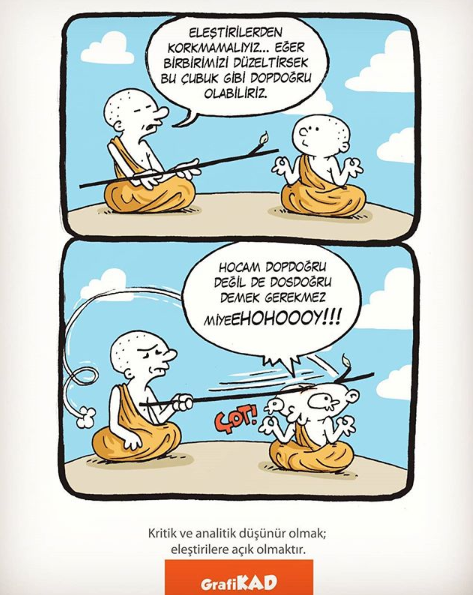 ELEŞTİRİLERDEN
KORKMAMALIYIZ... EĞER
BİRBİRİMİZİ DÜZELTİRSEK
BU ÇUBUK GİBİ DOPDOĞRU
OLABİLİRİZ.
HOCAM DOPDOĞRU
DEĞİL DE DOSDOĞRU
DEMEK GEREKMEZ
MİYEEHOHOOOY!!!
ÇOT!
Kritik ve analitik düşünür olmak;
eleştirilere açık olmaktır.
GrafiKAD